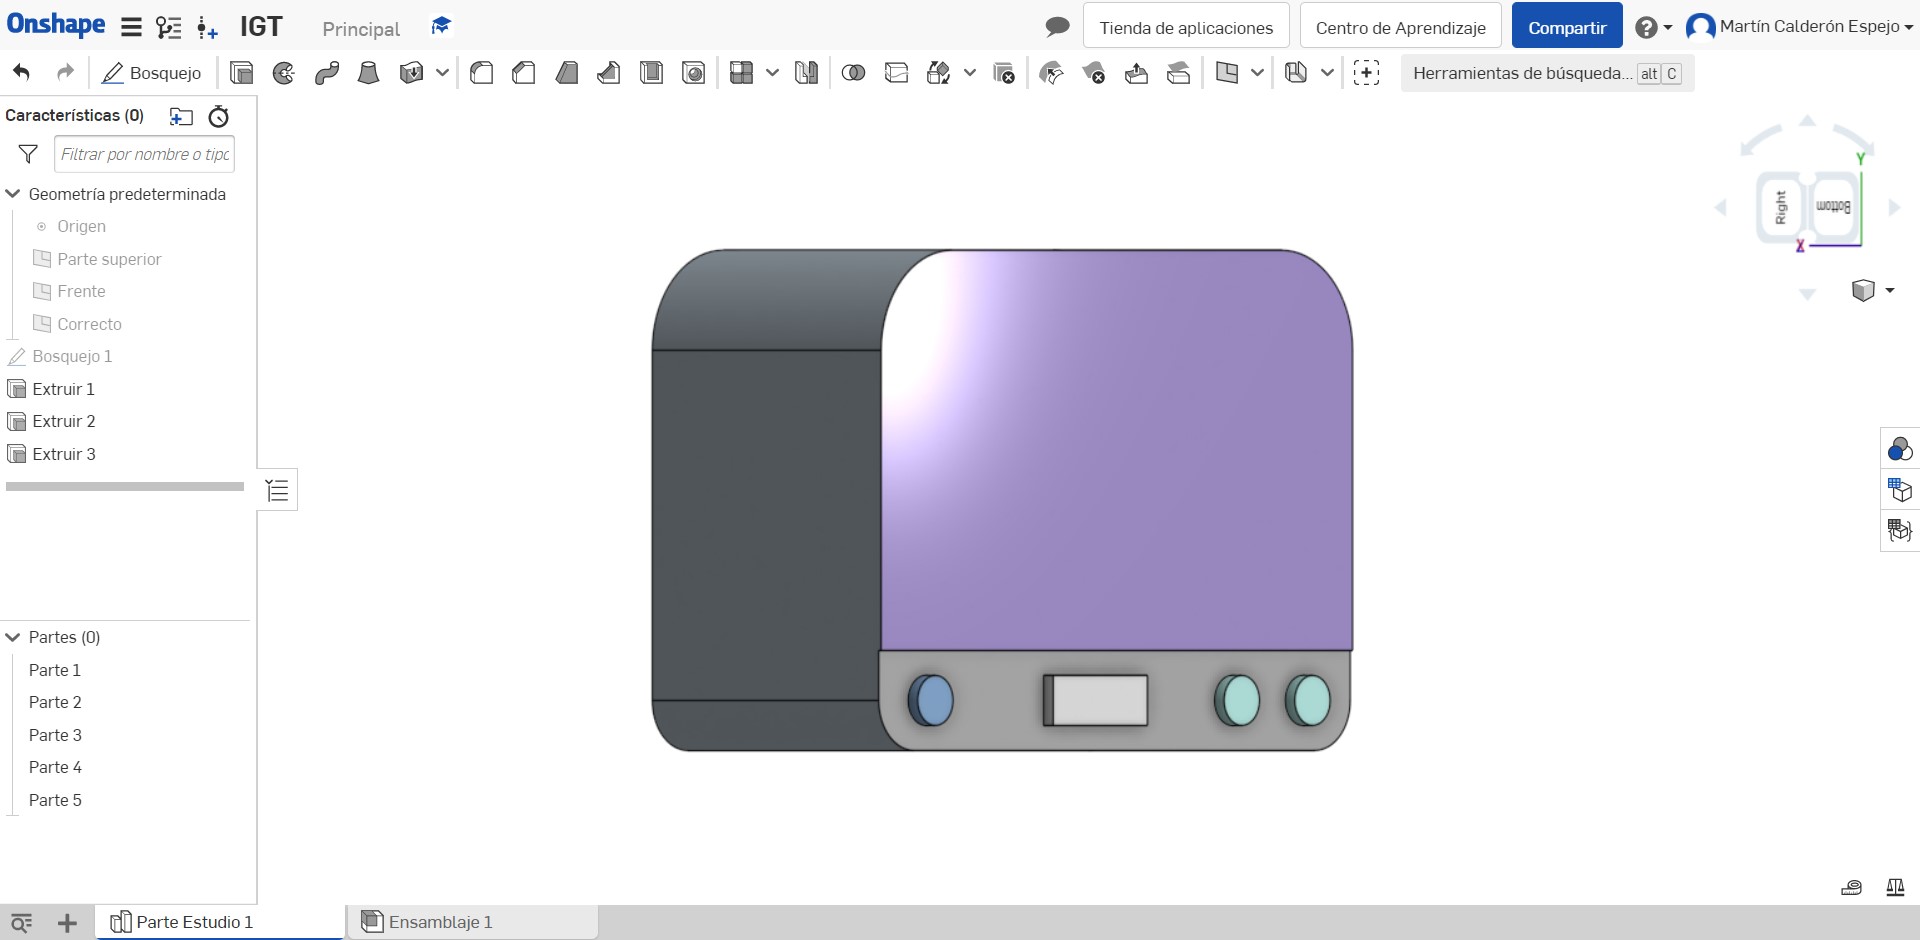 Onshape IGT Principal Tienda de aplicaciones Centro de Aprendizaje Compartir Martín Calderón Espejo
Bosquejo Herramientas de búsqueda... alt C
Características (0)
Filtrar por nombre o tipo
Geometría predeterminada
Origen
Parte superior
Frente
Correcto
Bosquejo 1
Extruir 1
Extruir 2
Extruir 3
Partes (0)
Parte 1
Parte 2
Parte 3
Parte 4
Parte 5
Y
Right
Bottom
X
Parte Estudio 1 Ensamblaje 1